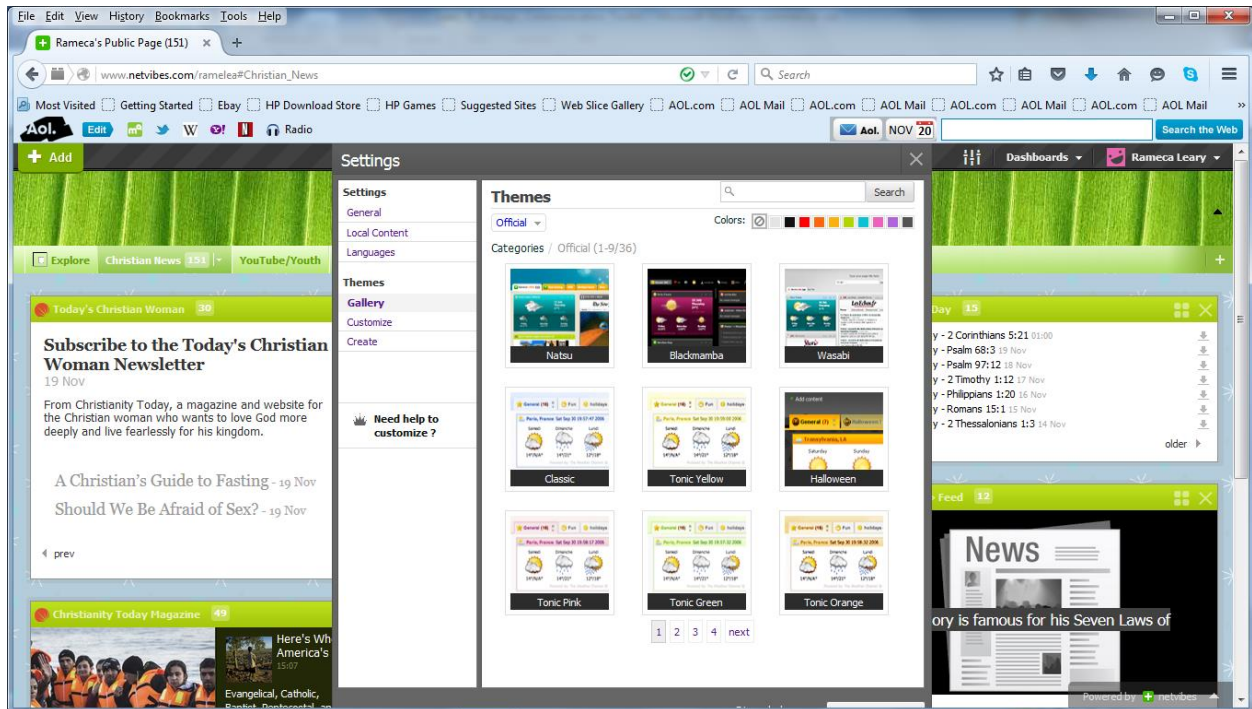 File Edit View History Bookmarks Tools Help
Rameca's Public Page (151) × +
www.netvibes.com/ramelea#Christian_News
Search
Most Visited Getting Started Ebay HP Download Store HP Games Suggested Sites Web Slice Gallery AOL.com AOL Mail AOL.com AOL Mail AOL.com AOL Mail AOL.com AOL Mail »
Aol. Edit W Radio Aol. NOV 20 Search the Web
+ Add
Settings
Dashboards Rameca Leary
Explore Christian News 151 YouTube/Youth
Today's Christian Woman 30
Subscribe to the Today's Christian
Woman Newsletter
19 Nov
From Christianity Today, a magazine and website for
the Christian woman who wants to love God more
deeply and live fearlessly for his kingdom.
A Christian's Guide to Fasting - 19 Nov
Should We Be Afraid of Sex? - 19 Nov
prev
Christianity Today Magazine 49
Here's Wh
America's
15:07
Evangelical, Catholic,
Baptist, Pentecostal, an
Settings
General
Local Content
Languages
Themes
Gallery
Customize
Create
Need help to
customize ?
Themes
Search
Official
Colors:
Categories / Official (1-9/36)
Natsu
Blackmamba
Wasabi
Classic
Tonic Yellow
Halloween
Tonic Pink
Tonic Green
Tonic Orange
1 2 3 4 next
Day 15
y - 2 Corinthians 5:21 01:00
y - Psalm 68:3 19 Nov
y - Psalm 97:12 18 Nov
y - 2 Timothy 1:12 17 Nov
y - Philippians 1:20 16 Nov
y - Romans 15:1 15 Nov
y - 2 Thessalonians 1:3 14 Nov
older
Feed 12
News
ory is famous for his Seven Laws of
Powered by netvibes